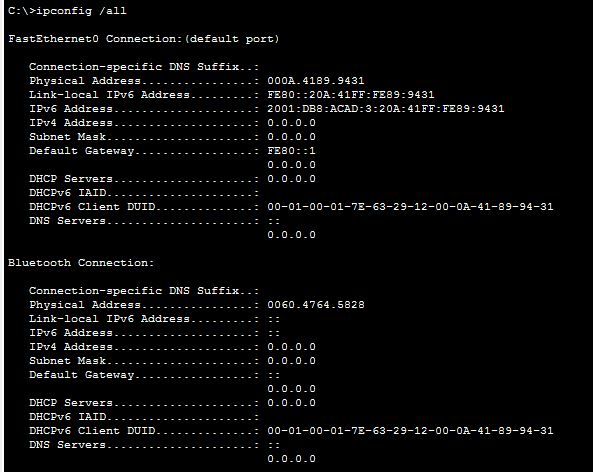 C:\>ipconfig /all
FastEthernet0 Connection:(default port)
Connection-specific DNS Suffix..:
Physical Address................: 000A.4189.9431
Link-local IPv6 Address.........: FE80::20A:41FF:FE89:9431
IPv6 Address....................: 2001:DB8:ACAD:3:20A:41FF:FE89:9431
IPv4 Address....................: 0.0.0.0
Subnet Mask.....................: 0.0.0.0
Default Gateway.................: FE80::1
0.0.0.0
DHCP Servers....................: 0.0.0.0
DHCPv6 IAID.....................:
DHCPv6 Client DUID..............: 00-01-00-01-7E-63-29-12-00-0A-41-89-94-31
DNS Servers.....................: ::
0.0.0.0
Bluetooth Connection:
Connection-specific DNS Suffix..:
Physical Address................: 0060.4764.5828
Link-local IPv6 Address.........: ::
IPv6 Address....................: ::
IPv4 Address....................: 0.0.0.0
Subnet Mask.....................: 0.0.0.0
Default Gateway.................: ::
0.0.0.0
DHCP Servers....................: 0.0.0.0
DHCPv6 IAID.....................:
DHCPv6 Client DUID..............: 00-01-00-01-7E-63-29-12-00-0A-41-89-94-31
DNS Servers.....................: ::
0.0.0.0